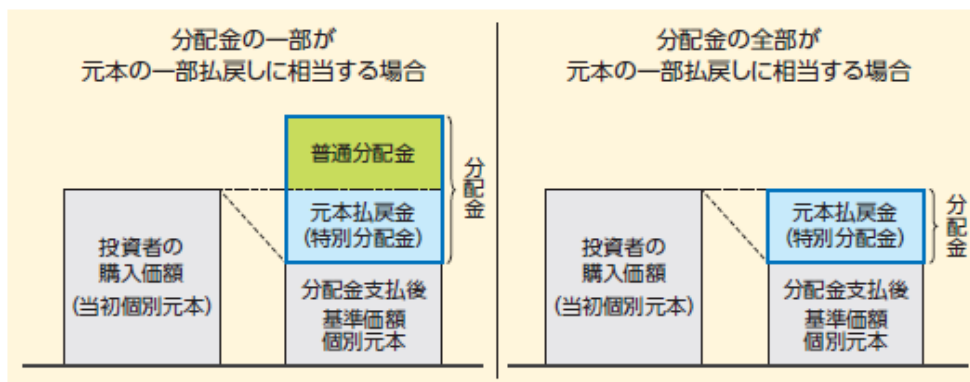 分配金の一部が
元本の一部払戻しに相当する場合
普通分配金
元本払戻金
(特別分配金)
分配金
投資者の
購入価額
(当初個別元本)
分配金支払後
基準価額
個別元本
分配金の全部が
元本の一部払戻しに相当する場合
元本払戻金
(特別分配金)
分配金
投資者の
購入価額
(当初個別元本)
分配金支払後
基準価額
個別元本